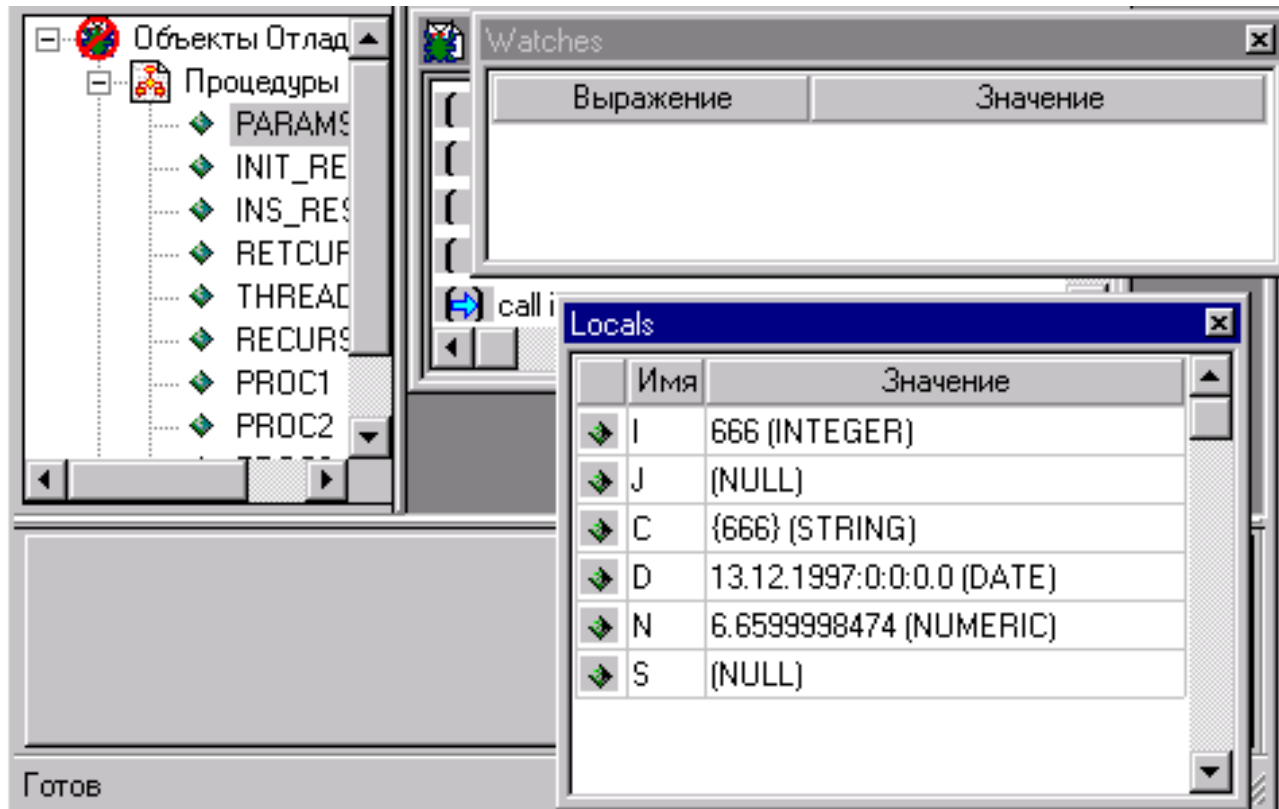 Объекты Отлад
Процедуры
PARAMS
INIT_RE
INS_RES
RETCUR
THREAD
RECURS
PROC1
PROC2
Watches
Выражение Значение
call i
Locals
Имя Значение
I 666 (INTEGER)
J (NULL)
C {666} (STRING)
D 13.12.1997:0:0:0.0 (DATE)
N 6.6599998474 (NUMERIC)
S (NULL)
Готов